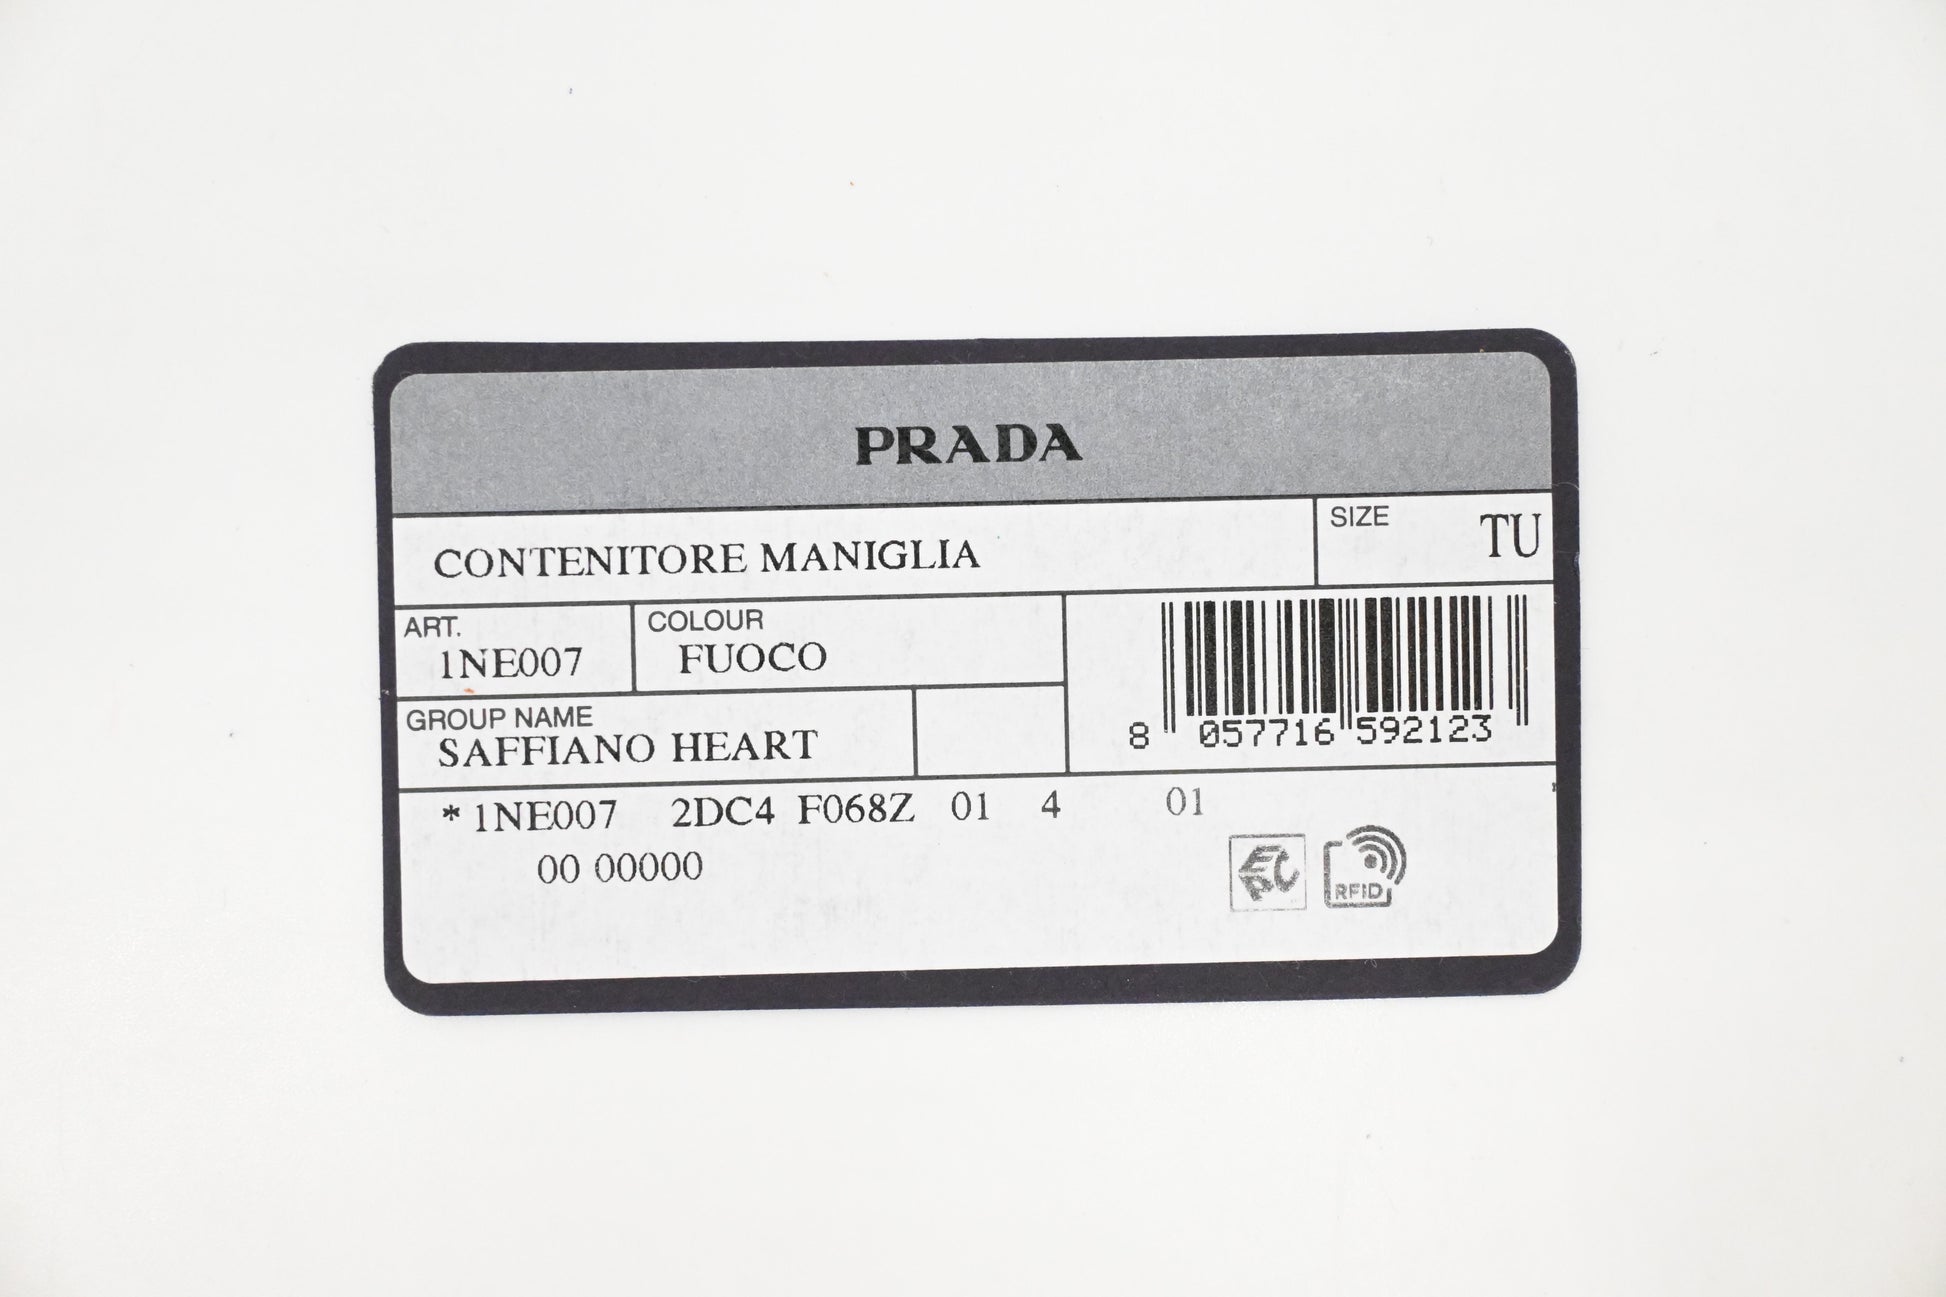 PRADA
CONTENITORE MANIGLIA
SIZE TU
ART.
1NE007
COLOUR
FUOCO
GROUP NAME
SAFFIANO HEART
8 057716 592123
* 1NE007 2DC4 F068Z 01 4 01
00 00000
EPC
RFID